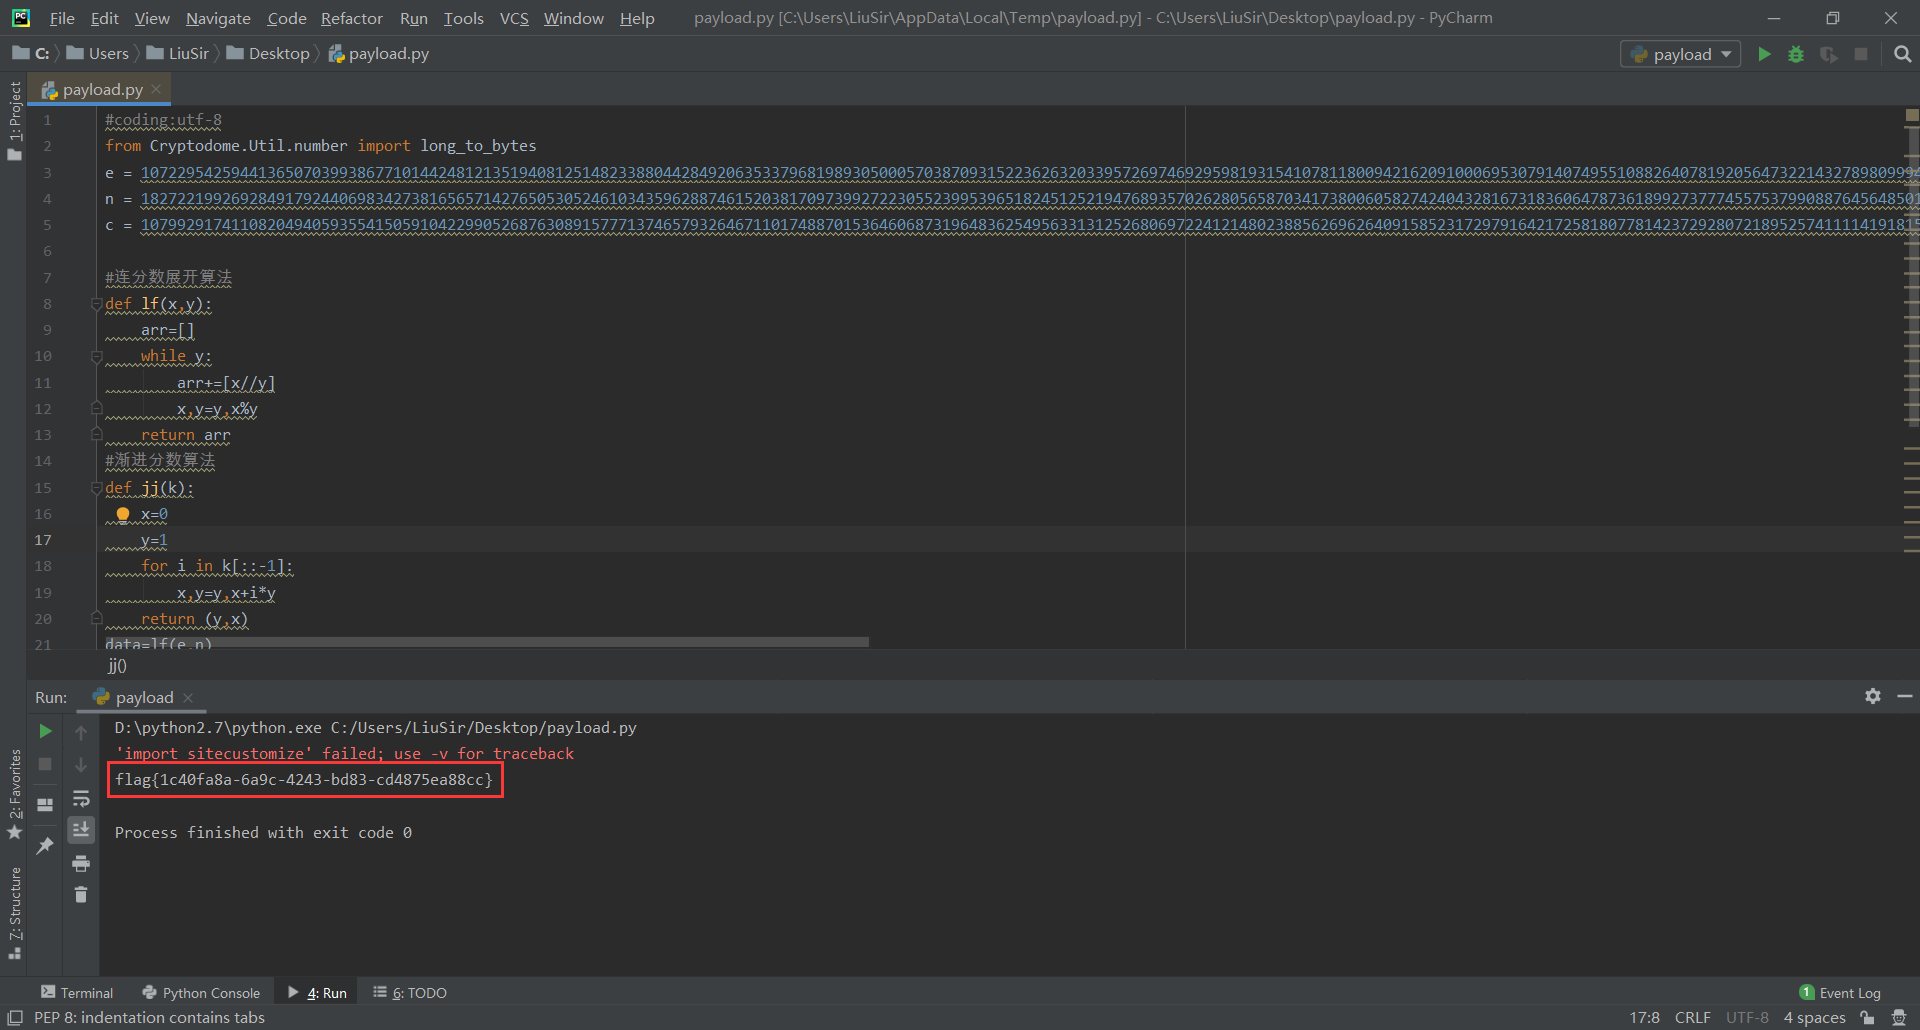 File Edit View Navigate Code Refactor Run Tools VCS Window Help payload.py [C:\Users\LiuSir\AppData\Local\Temp\payload.py] - C:\Users\LiuSir\Desktop\payload.py - PyCharm
C: Users LiuSir Desktop payload.py payload
payload.py
1: Project
1 #coding:utf-8
2 from Cryptodome.Util.number import long_to_bytes
3 e =
4 n =
5 c =
6
7 #连分数展开算法
8 def lf(x,y):
9 arr=[]
10 while y:
11 arr+=[x//y]
12 x,y=y,x%y
13 return arr
14 #渐进分数算法
15 def jj(k):
16 x=0
17 y=1
18 for i in k[::-1]:
19 x,y=y,x+i*y
20 return (y,x)
21 data=lf(e,n)
jj()
Run: payload
D:\python2.7\python.exe C:/Users/LiuSir/Desktop/payload.py
'import sitecustomize' failed; use -v for traceback
flag{1c40fa8a-6a9c-4243-bd83-cd4875ea88cc}
Process finished with exit code 0
2: Favorites
7: Structure
Terminal Python Console 4: Run 6: TODO 1 Event Log
PEP 8: indentation contains tabs 17:8 CRLF UTF-8 4 spaces